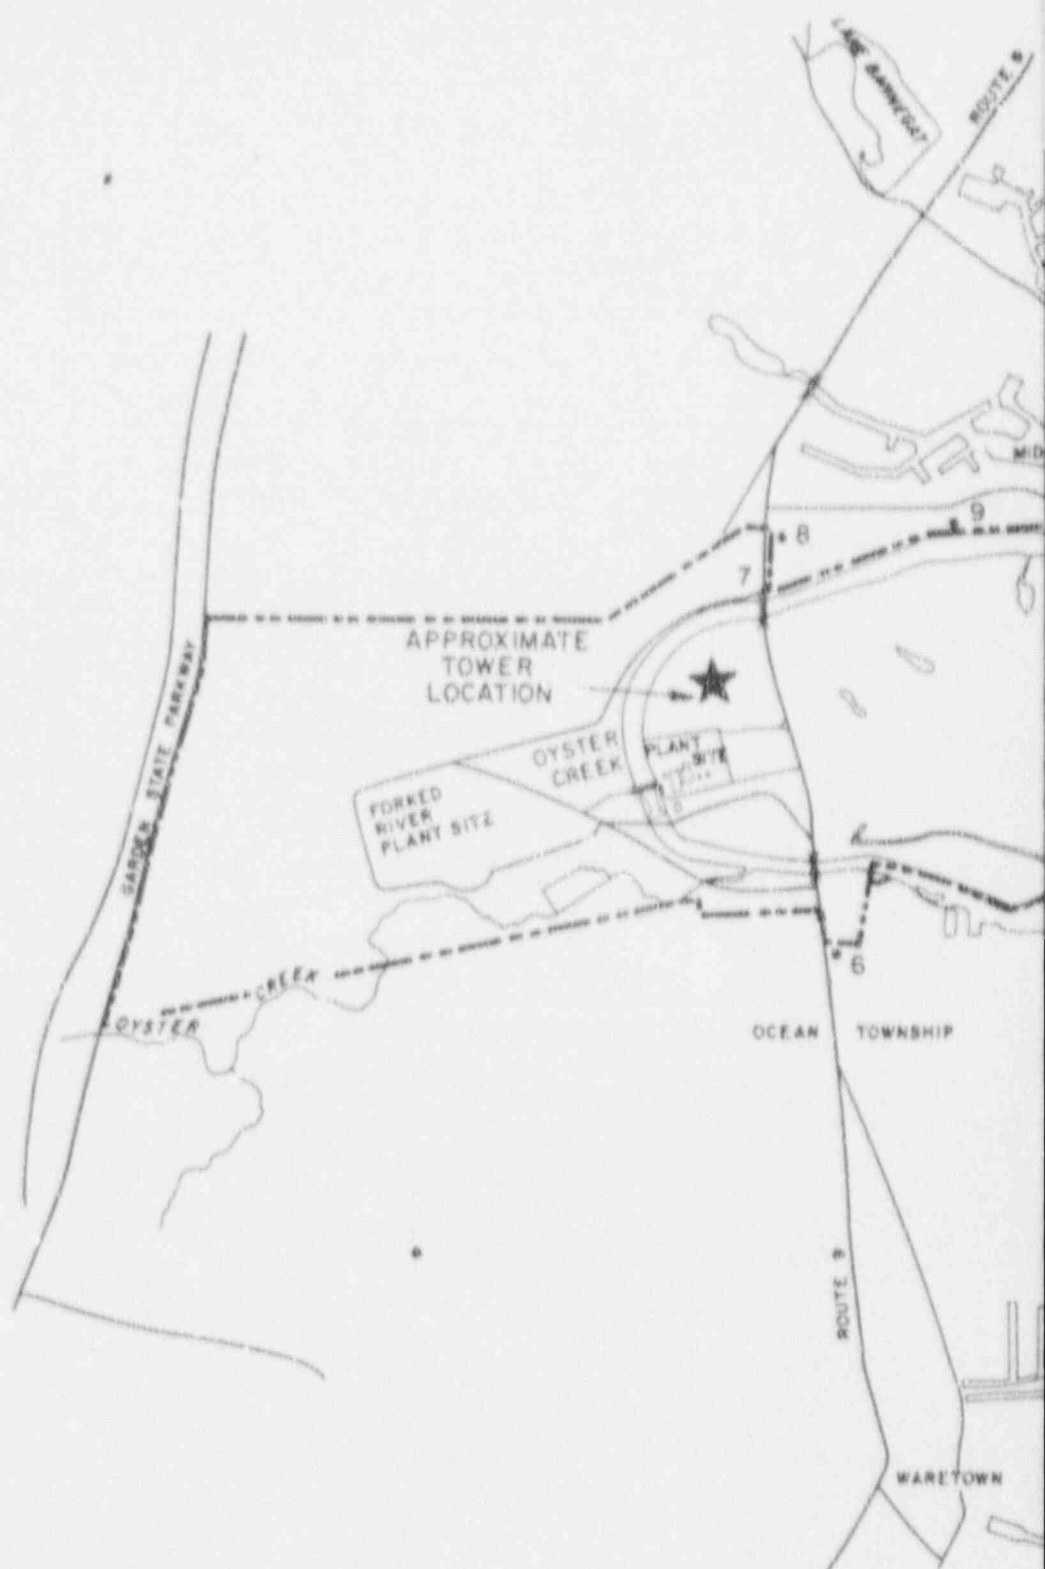 LAKE BARNEGAT
ROUTE 9
MID
9
8
7
APPROXIMATE
TOWER
LOCATION
GARDEN STATE PARKWAY
OYSTER
CREEK
PLANT
SITE
FORKED
RIVER
PLANT SITE
6
OYSTER CREEK
OCEAN TOWNSHIP
ROUTE 9
WARETOWN